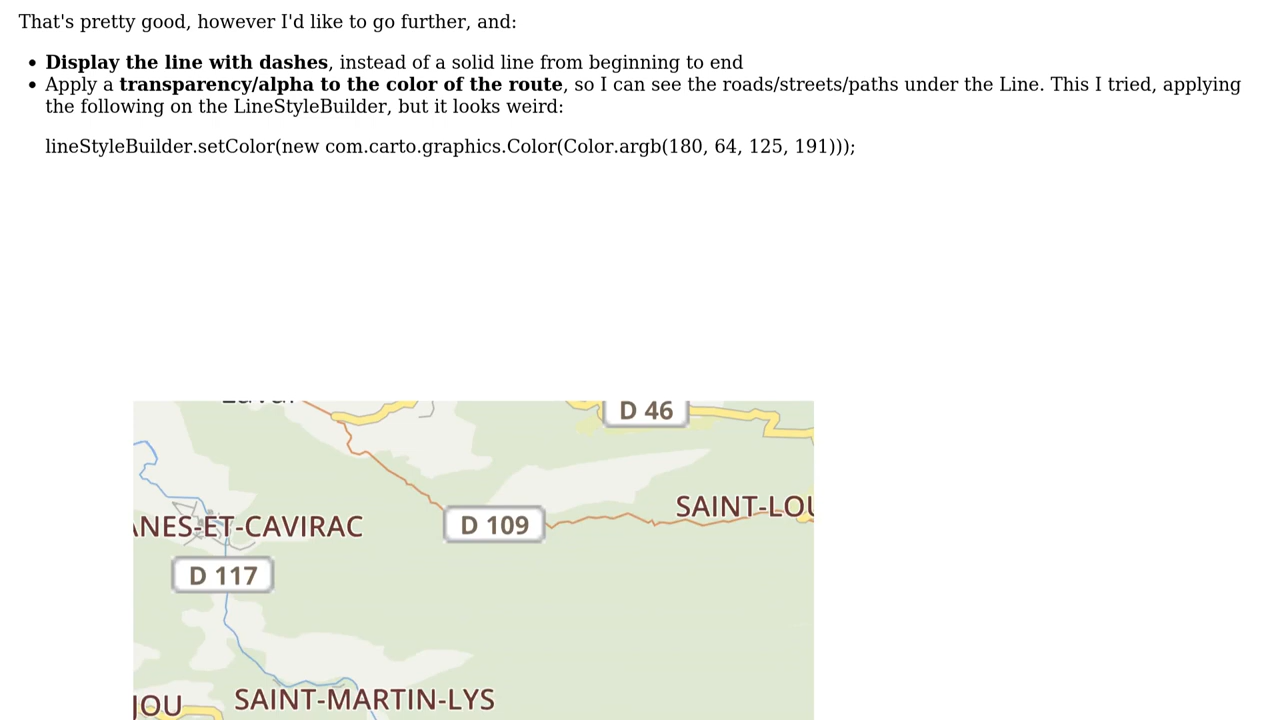 That's pretty good, however I'd like to go further, and:
Display the line with dashes, instead of a solid line from beginning to end
Apply a transparency/alpha to the color of the route, so I can see the roads/streets/paths under the Line. This I tried, applying
the following on the LineStyleBuilder, but it looks weird:
lineStyleBuilder.setColor(new com.carto.graphics.Color(Color.argb(180, 64, 125, 191)));
D 46
SAINT-LOU
NES-ET-CAVIRAC
D 109
D 117
SAINT-MARTIN-LYS
JOU